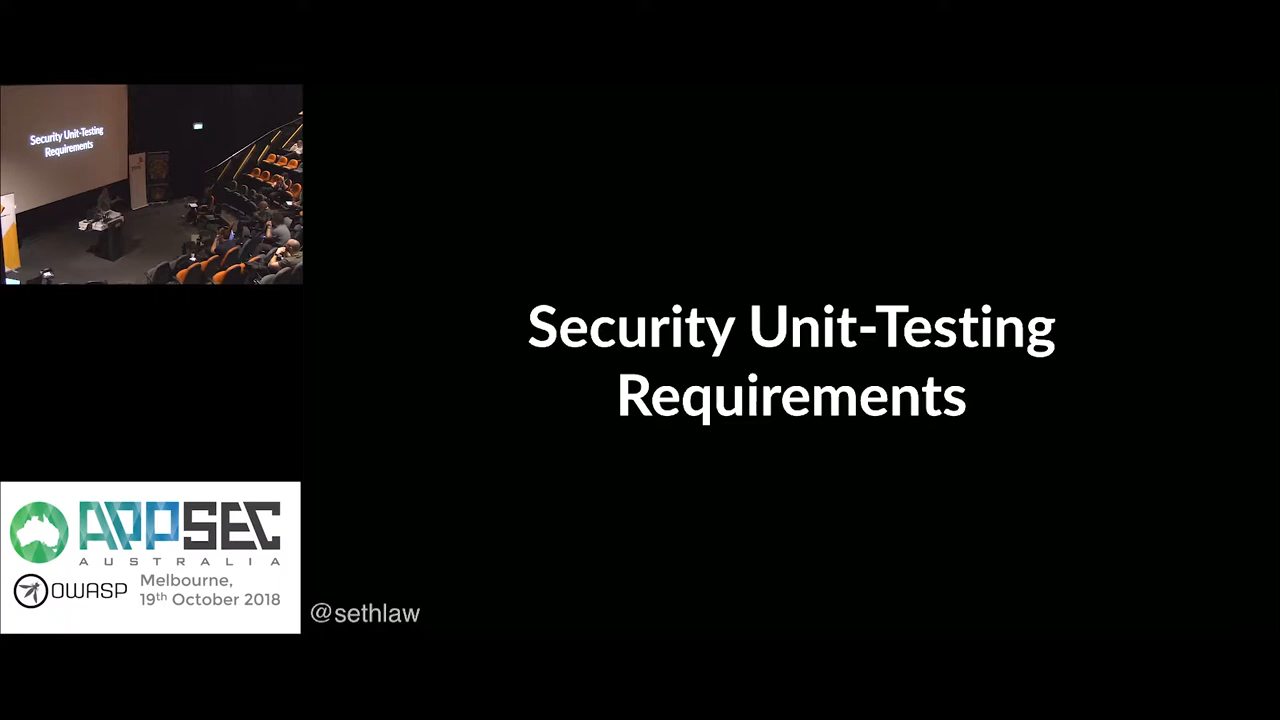 Security Unit-Testing
Requirements
Security Unit-Testing
Requirements
APPSEC
AUSTRALIA
OWASP
Melbourne,
19th October 2018
@sethlaw